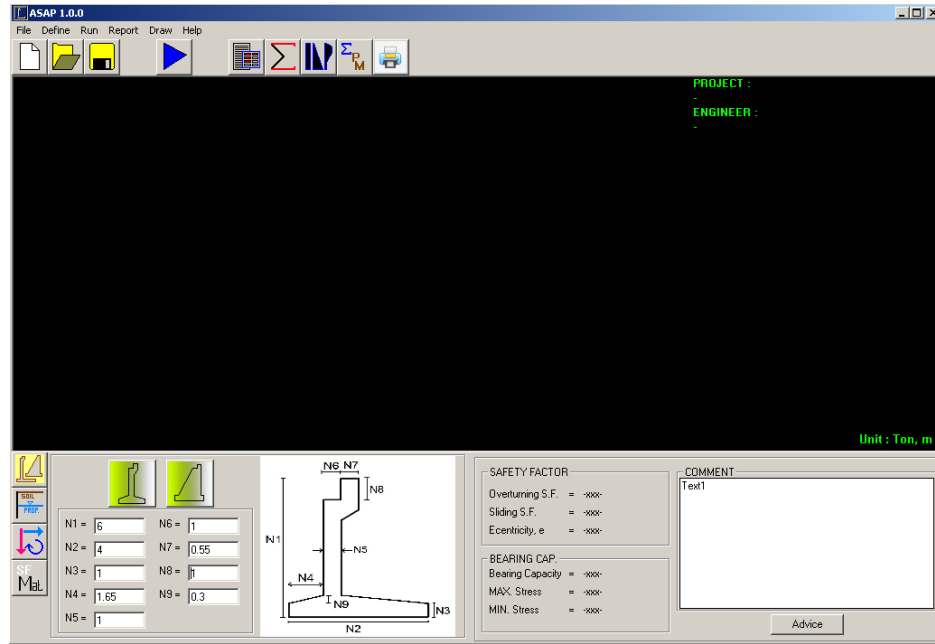 ASAP 1.0.0
File Define Run Report Draw Help
Σ
Σ P M
PROJECT :
-
ENGINEER :
-
Unit : Ton, m
SOIL
PROP.
SF
Mat.
N1 = 6
N2 = 4
N3 = 1
N4 = 1.65
N5 = 1
N6 = 1
N7 = 0.55
N8 = 1
N9 = 0.3
N6 N7
N8
N1
N5
N4
N9
N3
N2
SAFETY FACTOR
Overturning S.F. = -xxx-
Sliding S.F. = -xxx-
Ecentricity, e = -xxx-
BEARING CAP.
Bearing Capacity = -xxx-
MAX. Stress = -xxx-
MIN. Stress = -xxx-
COMMENT
Text1
Advice